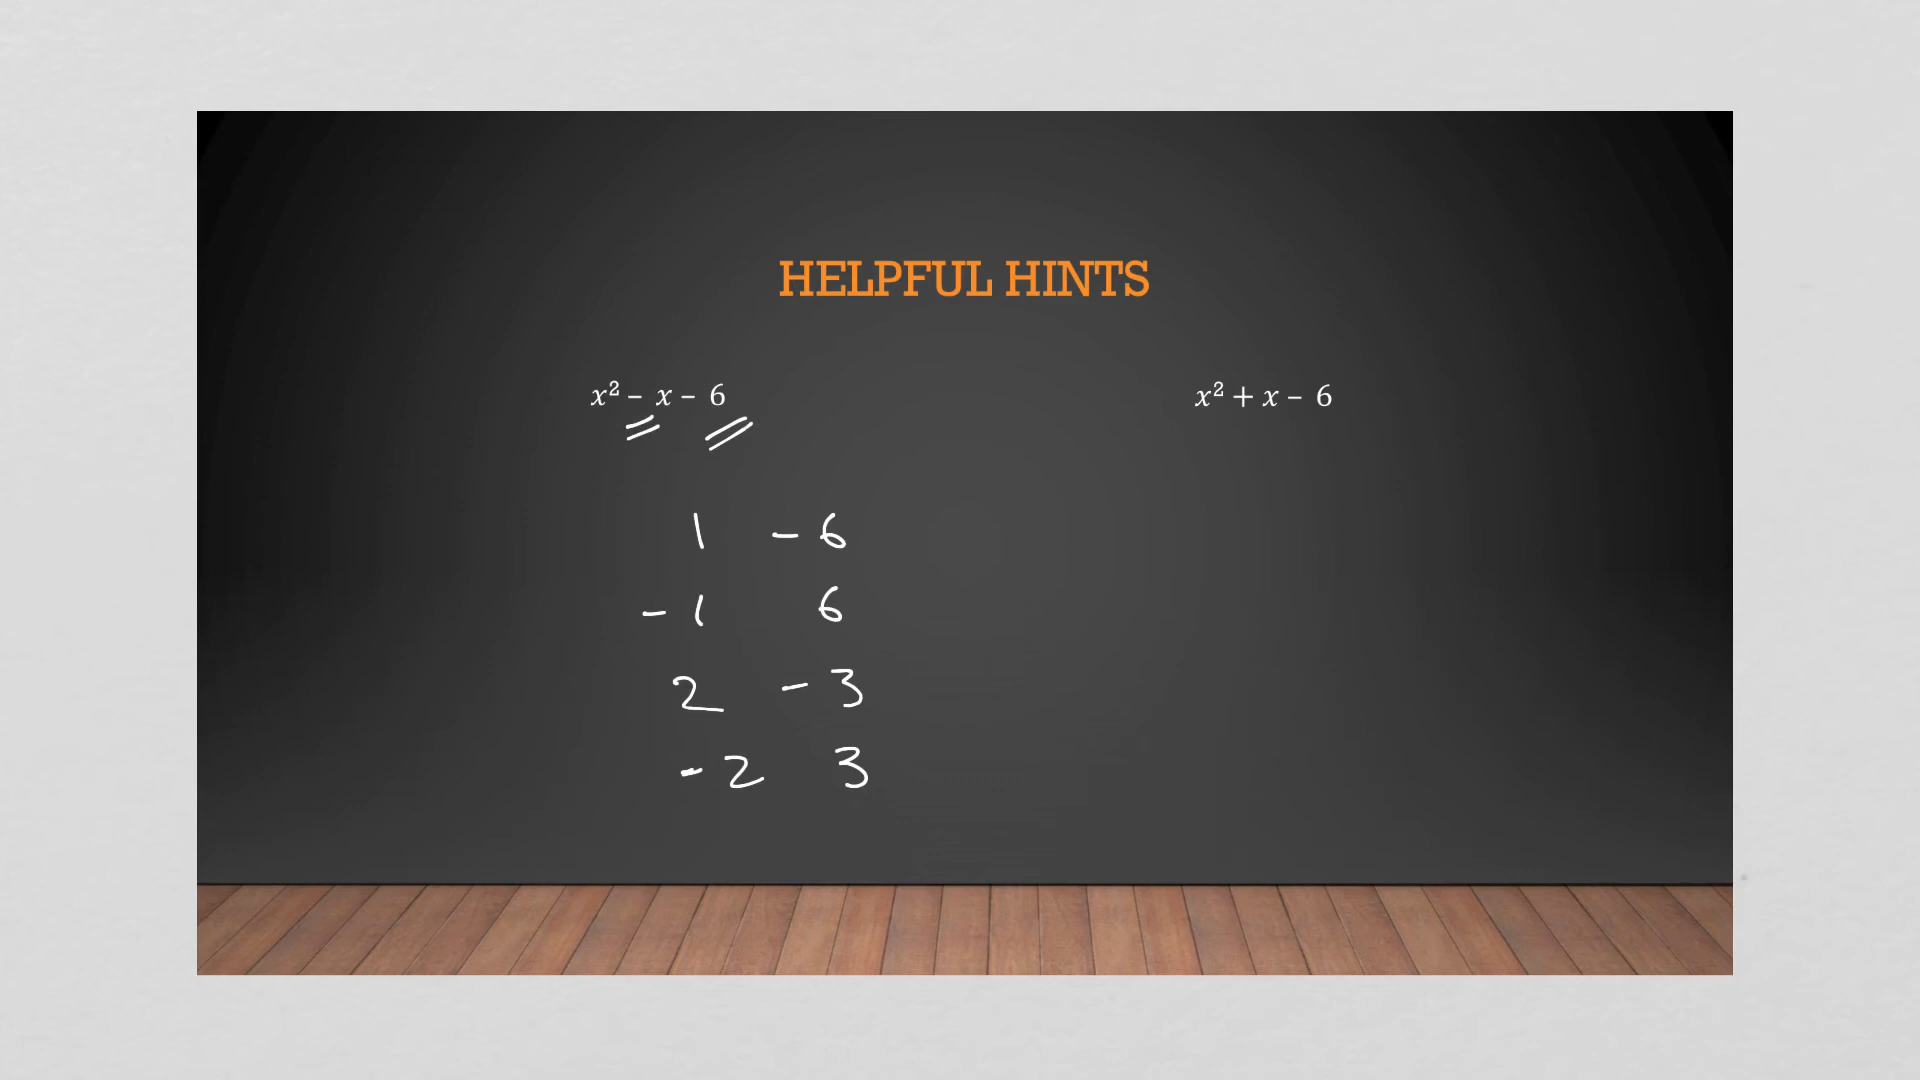 HELPFUL HINTS
x² − x − 6
x² + x − 6
1 − 6
− 1 6
2 − 3
− 2 3